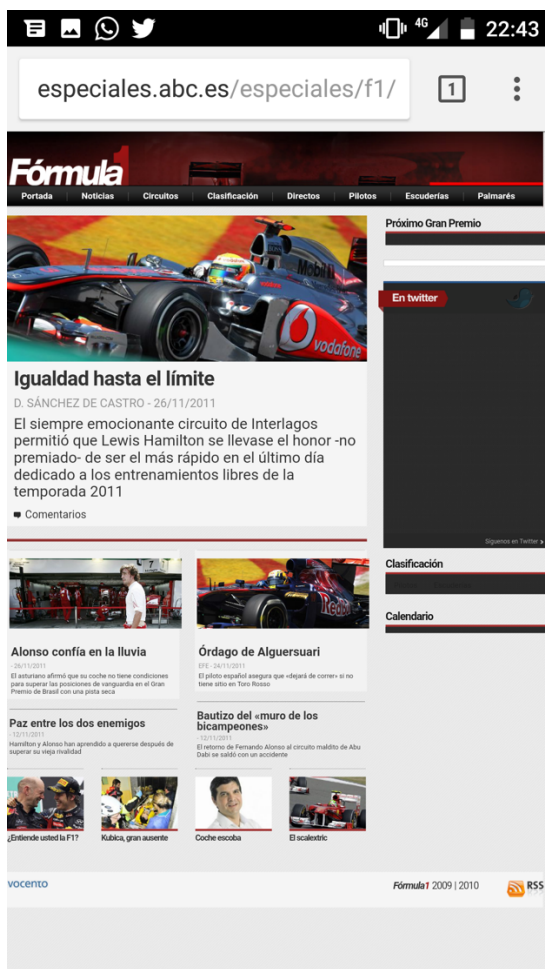 4G 22:43
especiales.abc.es/especiales/f1/ 1
Fórmula1
Portada Noticias Circuitos Clasificación Directos Pilotos Escuderías Palmarés
Mobil
vodafone
Igualdad hasta el límite
D. SÁNCHEZ DE CASTRO - 26/11/2011
El siempre emocionante circuito de Interlagos
permitió que Lewis Hamilton se llevase el honor -no
premiado- de ser el más rápido en el último día
dedicado a los entrenamientos libres de la
temporada 2011
Comentarios
Próximo Gran Premio
En twitter
Síguenos en Twitter
Clasificación
Calendario
7
Alonso confía en la lluvia
- 26/11/2011
El asturiano afirmó que su coche no tiene condiciones
para superar las posiciones de vanguardia en el Gran
Premio de Brasil con una pista seca
Red Bull
Órdago de Alguersuari
EFE - 24/11/2011
El piloto español asegura que «dejará de correr» si no
tiene sitio en Toro Rosso
Paz entre los dos enemigos
- 12/11/2011
Hamilton y Alonso han aprendido a quererse después de
superar su vieja rivalidad
Bautizo del «muro de los
bicampeones»
- 12/11/2011
El retorno de Fernando Alonso al circuito maldito de Abu
Dabi se saldó con un accidente
¿Entiende usted la F1?
Kubica, gran ausente
Coche escoba
El scalextric
vocento
Fórmula1 2009 | 2010
RSS